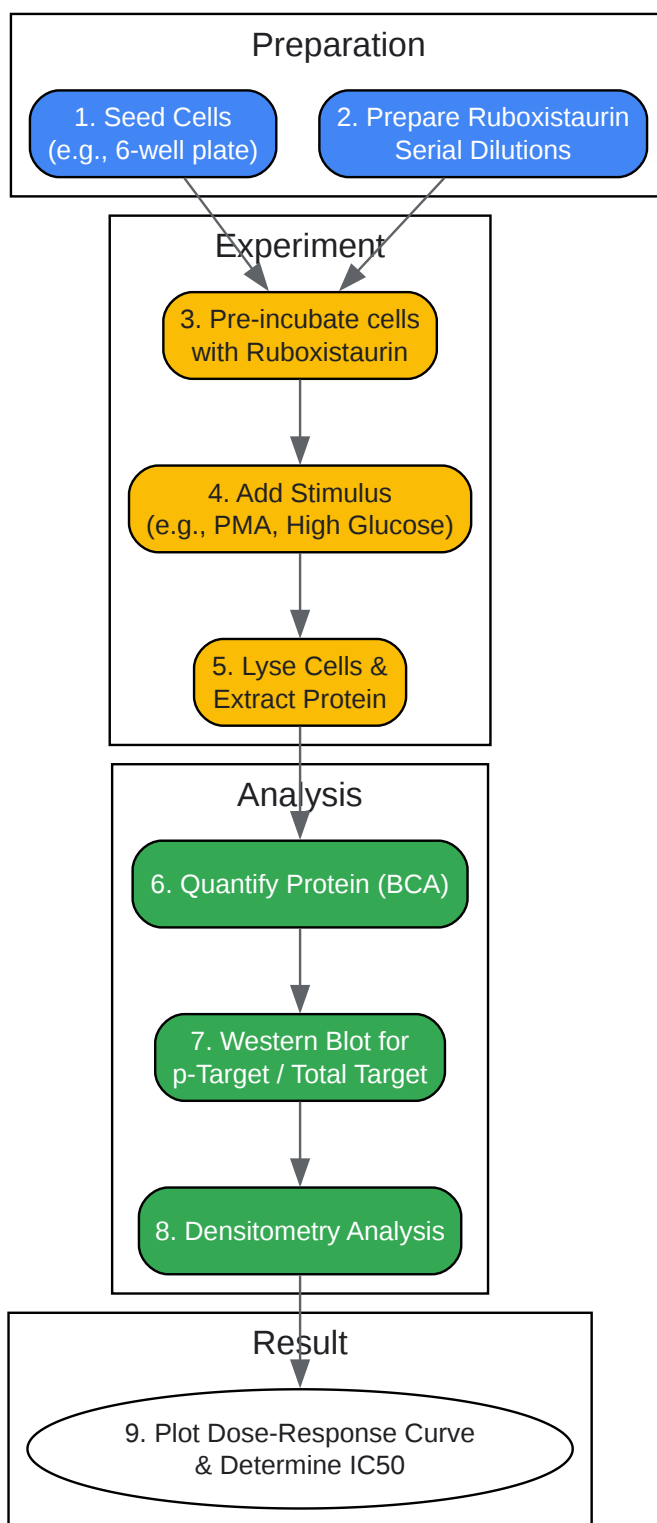 Preparation
1. Seed Cells
(e.g., 6-well plate)
2. Prepare Ruboxistaurin
Serial Dilutions
Experiment
3. Pre-incubate cells
with Ruboxistaurin
4. Add Stimulus
(e.g., PMA, High Glucose)
5. Lyse Cells &
Extract Protein
Analysis
6. Quantify Protein (BCA)
7. Western Blot for
p-Target / Total Target
8. Densitometry Analysis
Result
9. Plot Dose-Response Curve
& Determine IC50